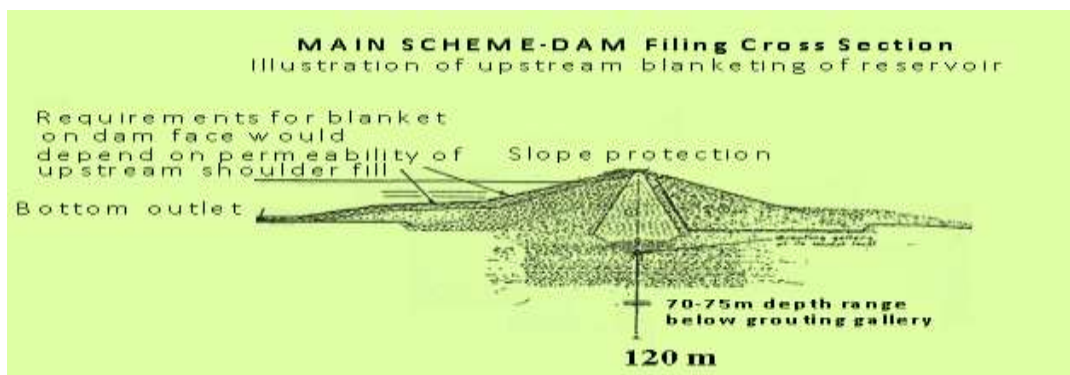 MAIN SCHEME-DAM Filing Cross Section
Illustration of upstream blanketing of reservoir
Requirements for blanket
on dam face would
depend on permeability of
upstream shoulder fill
Slope protection
Bottom outlet
grouting gallery
70-75m depth range
below grouting gallery
120 m